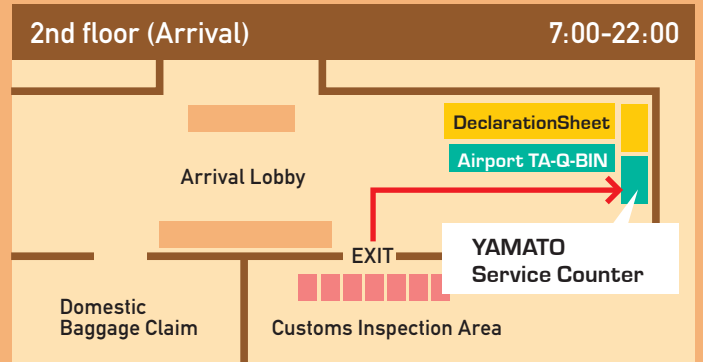 2nd floor (Arrival) 7:00-22:00
DeclarationSheet
Airport TA-Q-BIN
Arrival Lobby
EXIT
YAMATO
Service Counter
Domestic
Baggage Claim
Customs Inspection Area